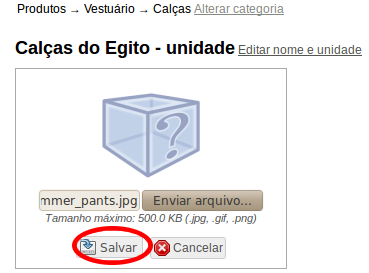 Produtos → Vestuário → Calças Alterar categoria
Calças do Egito - unidade Editar nome e unidade
?
mmer_pants.jpg Enviar arquivo...
Tamanho máximo: 500.0 KB (.jpg, .gif, .png)
Salvar Cancelar